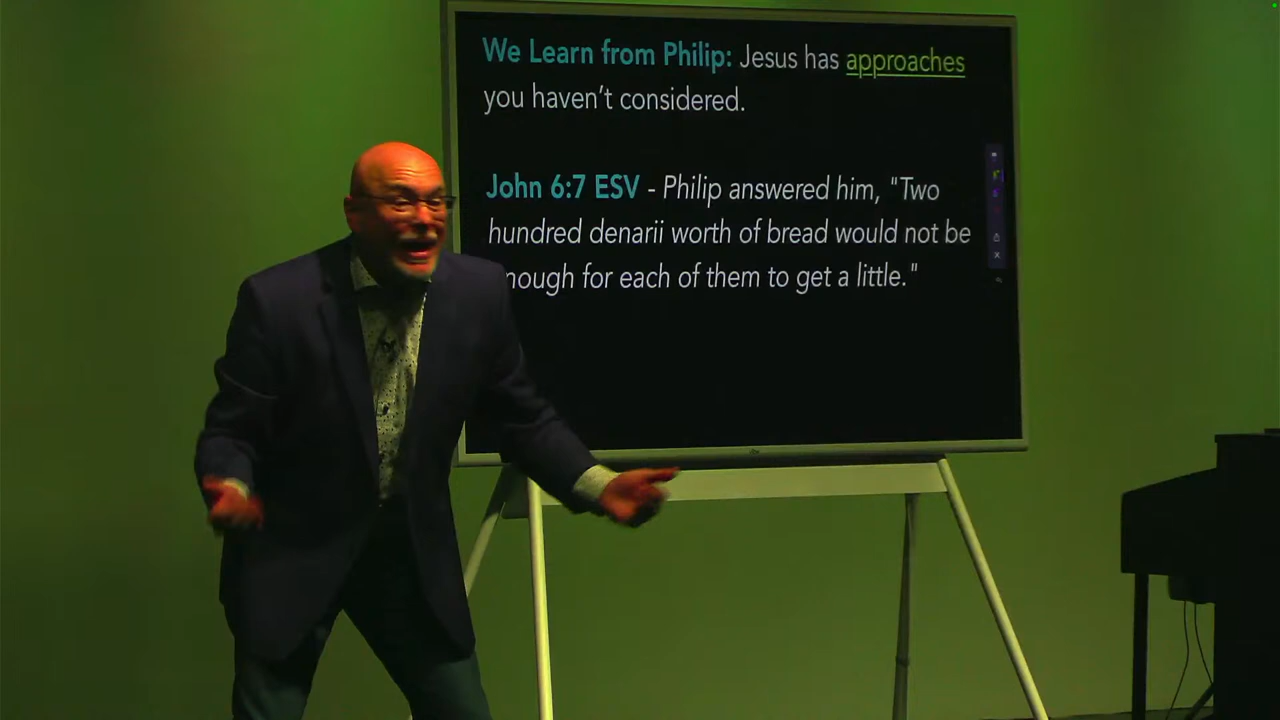 We Learn from Philip: Jesus has approaches
you haven't considered.
John 6:7 ESV - Philip answered him, "Two
hundred denarii worth of bread would not be
nough for each of them to get a little."